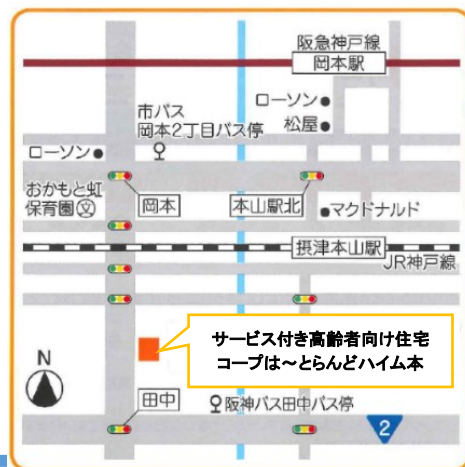 阪急神戸線
岡本駅
ローソン
松屋
市バス
岡本2丁目バス停
ローソン
岡本
本山駅北
おかもと虹
保育園文
マクドナルド
摂津本山駅
JR神戸線
サービス付き高齢者向け住宅
コープは~とらんどハイム本
N
田中
阪神バス田中バス停
2